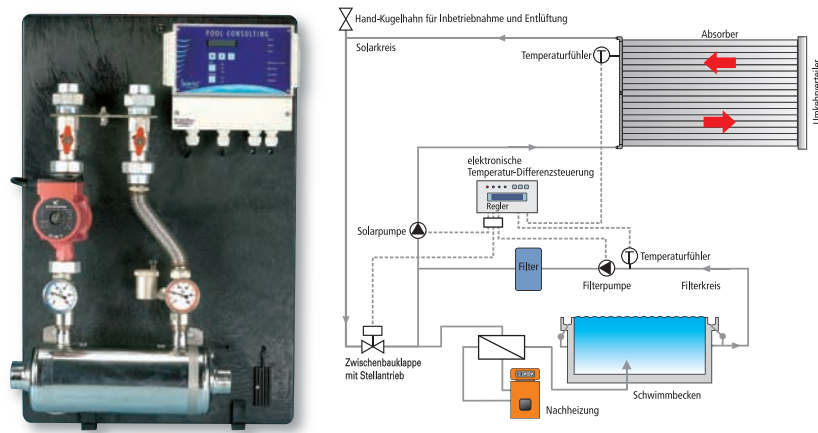 POOL CONSULTING
Hand-Kugelhahn für Inbetriebnahme und Entlüftung
Solarkreis
Temperaturfühler
Absorber
Umkehrverteiler
elektronische
Temperatur-Differenzsteuerung
Regler
Solarpumpe
Filter
Filterpumpe
Temperaturfühler
Filterkreis
Zwischenbauklappe
mit Stellantrieb
Nachheizung
Schwimmbecken